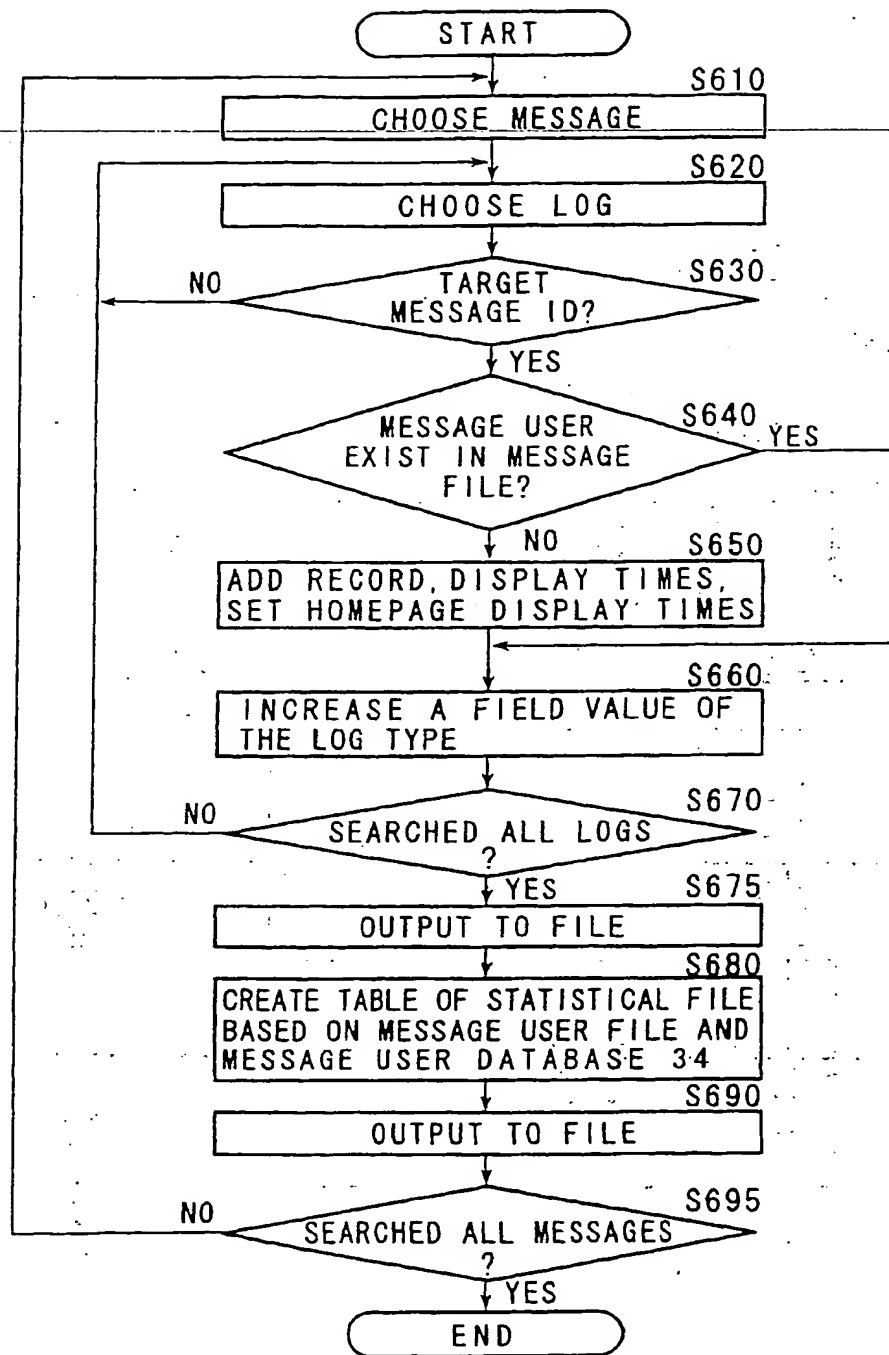 START
S610
CHOOSE MESSAGE
S620
CHOOSE LOG
NO
TARGET
MESSAGE ID?
S630
YES
MESSAGE USER
EXIST IN MESSAGE
FILE?
S640
YES
NO
S650
ADD RECORD, DISPLAY TIMES,
SET HOMEPAGE DISPLAY TIMES
S660
INCREASE A FIELD VALUE OF
THE LOG TYPE
NO
S670
SEARCHED ALL LOGS
?
YES
S675
OUTPUT TO FILE
S680
CREATE TABLE OF STATISTICAL FILE
BASED ON MESSAGE USER FILE AND
MESSAGE USER DATABASE 34
S690
OUTPUT TO FILE
NO
S695
SEARCHED ALL MESSAGES
?
YES
END